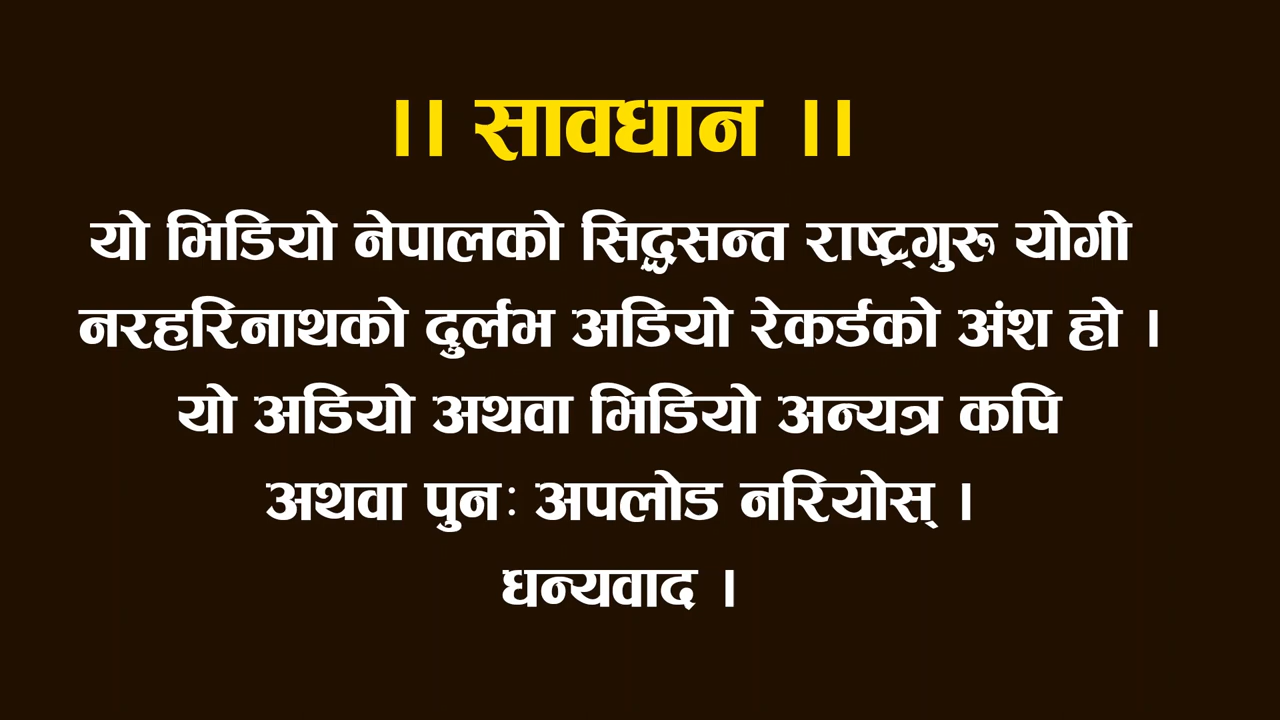 ।। सावधान ।।
यो भिडियो नेपालको सिद्धसन्त राष्ट्रगुरु योगी
नरहरिनाथको दुर्लभ अडियो रेकर्डको अंश हो ।
यो अडियो अथवा भिडियो अन्यत्र कपि
अथवा पुनः अपलोड नरियोस् ।
धन्यवाद ।